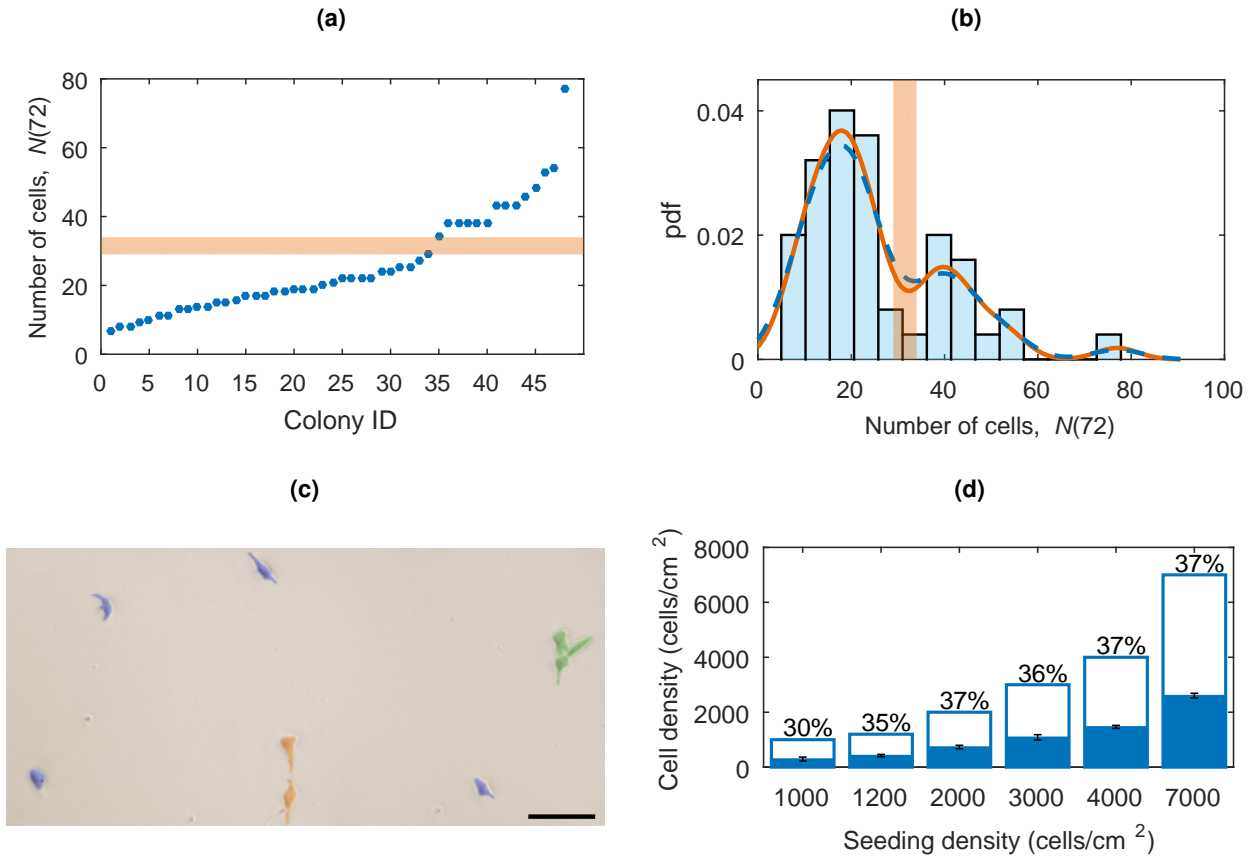 (a)
80
60
40
20
0
0 5 10 15 20 25 30 35 40 45
Number of cells, N(72)
Colony ID
(b)
0.04
0.02
0
0 20 40 60 80 100
pdf
Number of cells, N(72)
(c)
(d)
8000
6000
4000
2000
0
30% 35% 37% 36% 37% 37%
1000 1200 2000 3000 4000 7000
Cell density (cells/cm 2)
Seeding density (cells/cm 2)